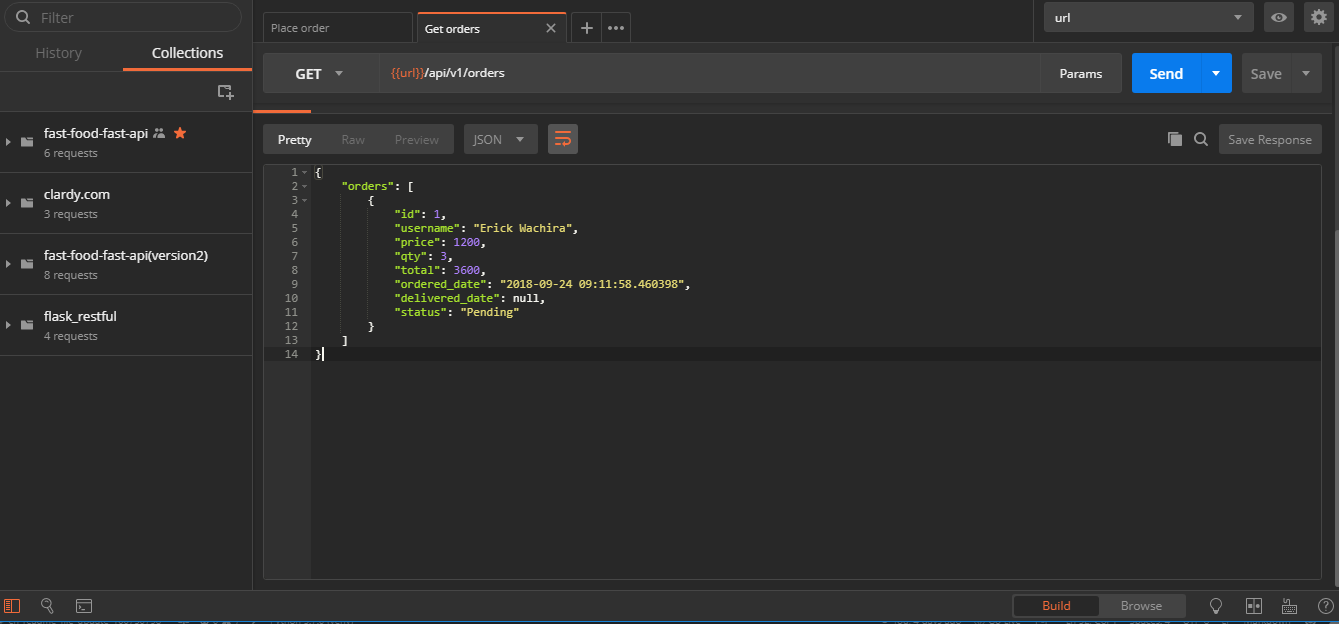 Filter
History Collections
fast-food-fast-api
6 requests
clardy.com
3 requests
fast-food-fast-api(version2)
8 requests
flask_restful
4 requests
Place order Get orders
url
GET {{url}}/api/v1/orders Params Send Save
Pretty Raw Preview JSON Save Response
1 {
2 "orders": [
3 {
4 "id": 1,
5 "username": "Erick Wachira",
6 "price": 1200,
7 "qty": 3,
8 "total": 3600,
9 "ordered_date": "2018-09-24 09:11:58.460398",
10 "delivered_date": null,
11 "status": "Pending"
12 }
13 ]
14 }
Build Browse